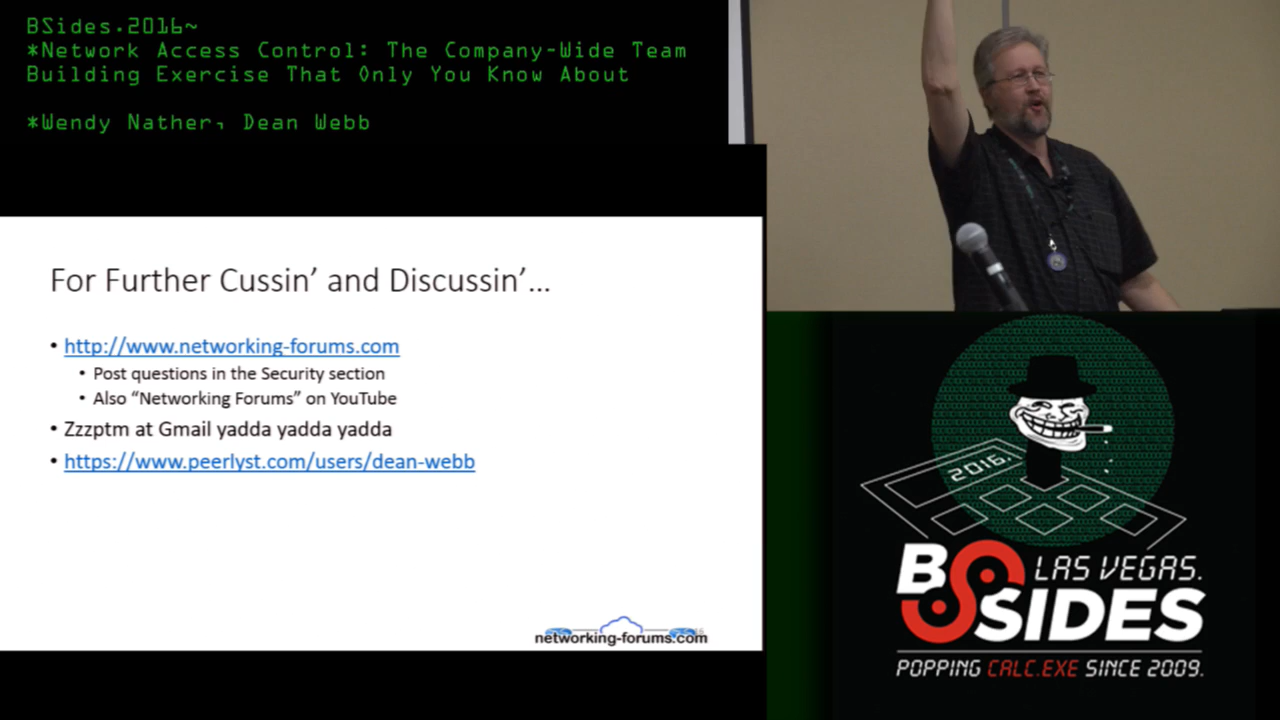 BSides.2016~
*Network Access Control: The Company-Wide Team
Building Exercise That Only You Know About
*Wendy Nather, Dean Webb
For Further Cussin’ and Discussin’...
• http://www.networking-forums.com
• Post questions in the Security section
• Also “Networking Forums” on YouTube
• Zzzptm at Gmail yadda yadda yadda
• https://www.peerlyst.com/users/dean-webb
networking-forums.com
2016.
BSIDES
LAS VEGAS.
POPPING CALC.EXE SINCE 2009.